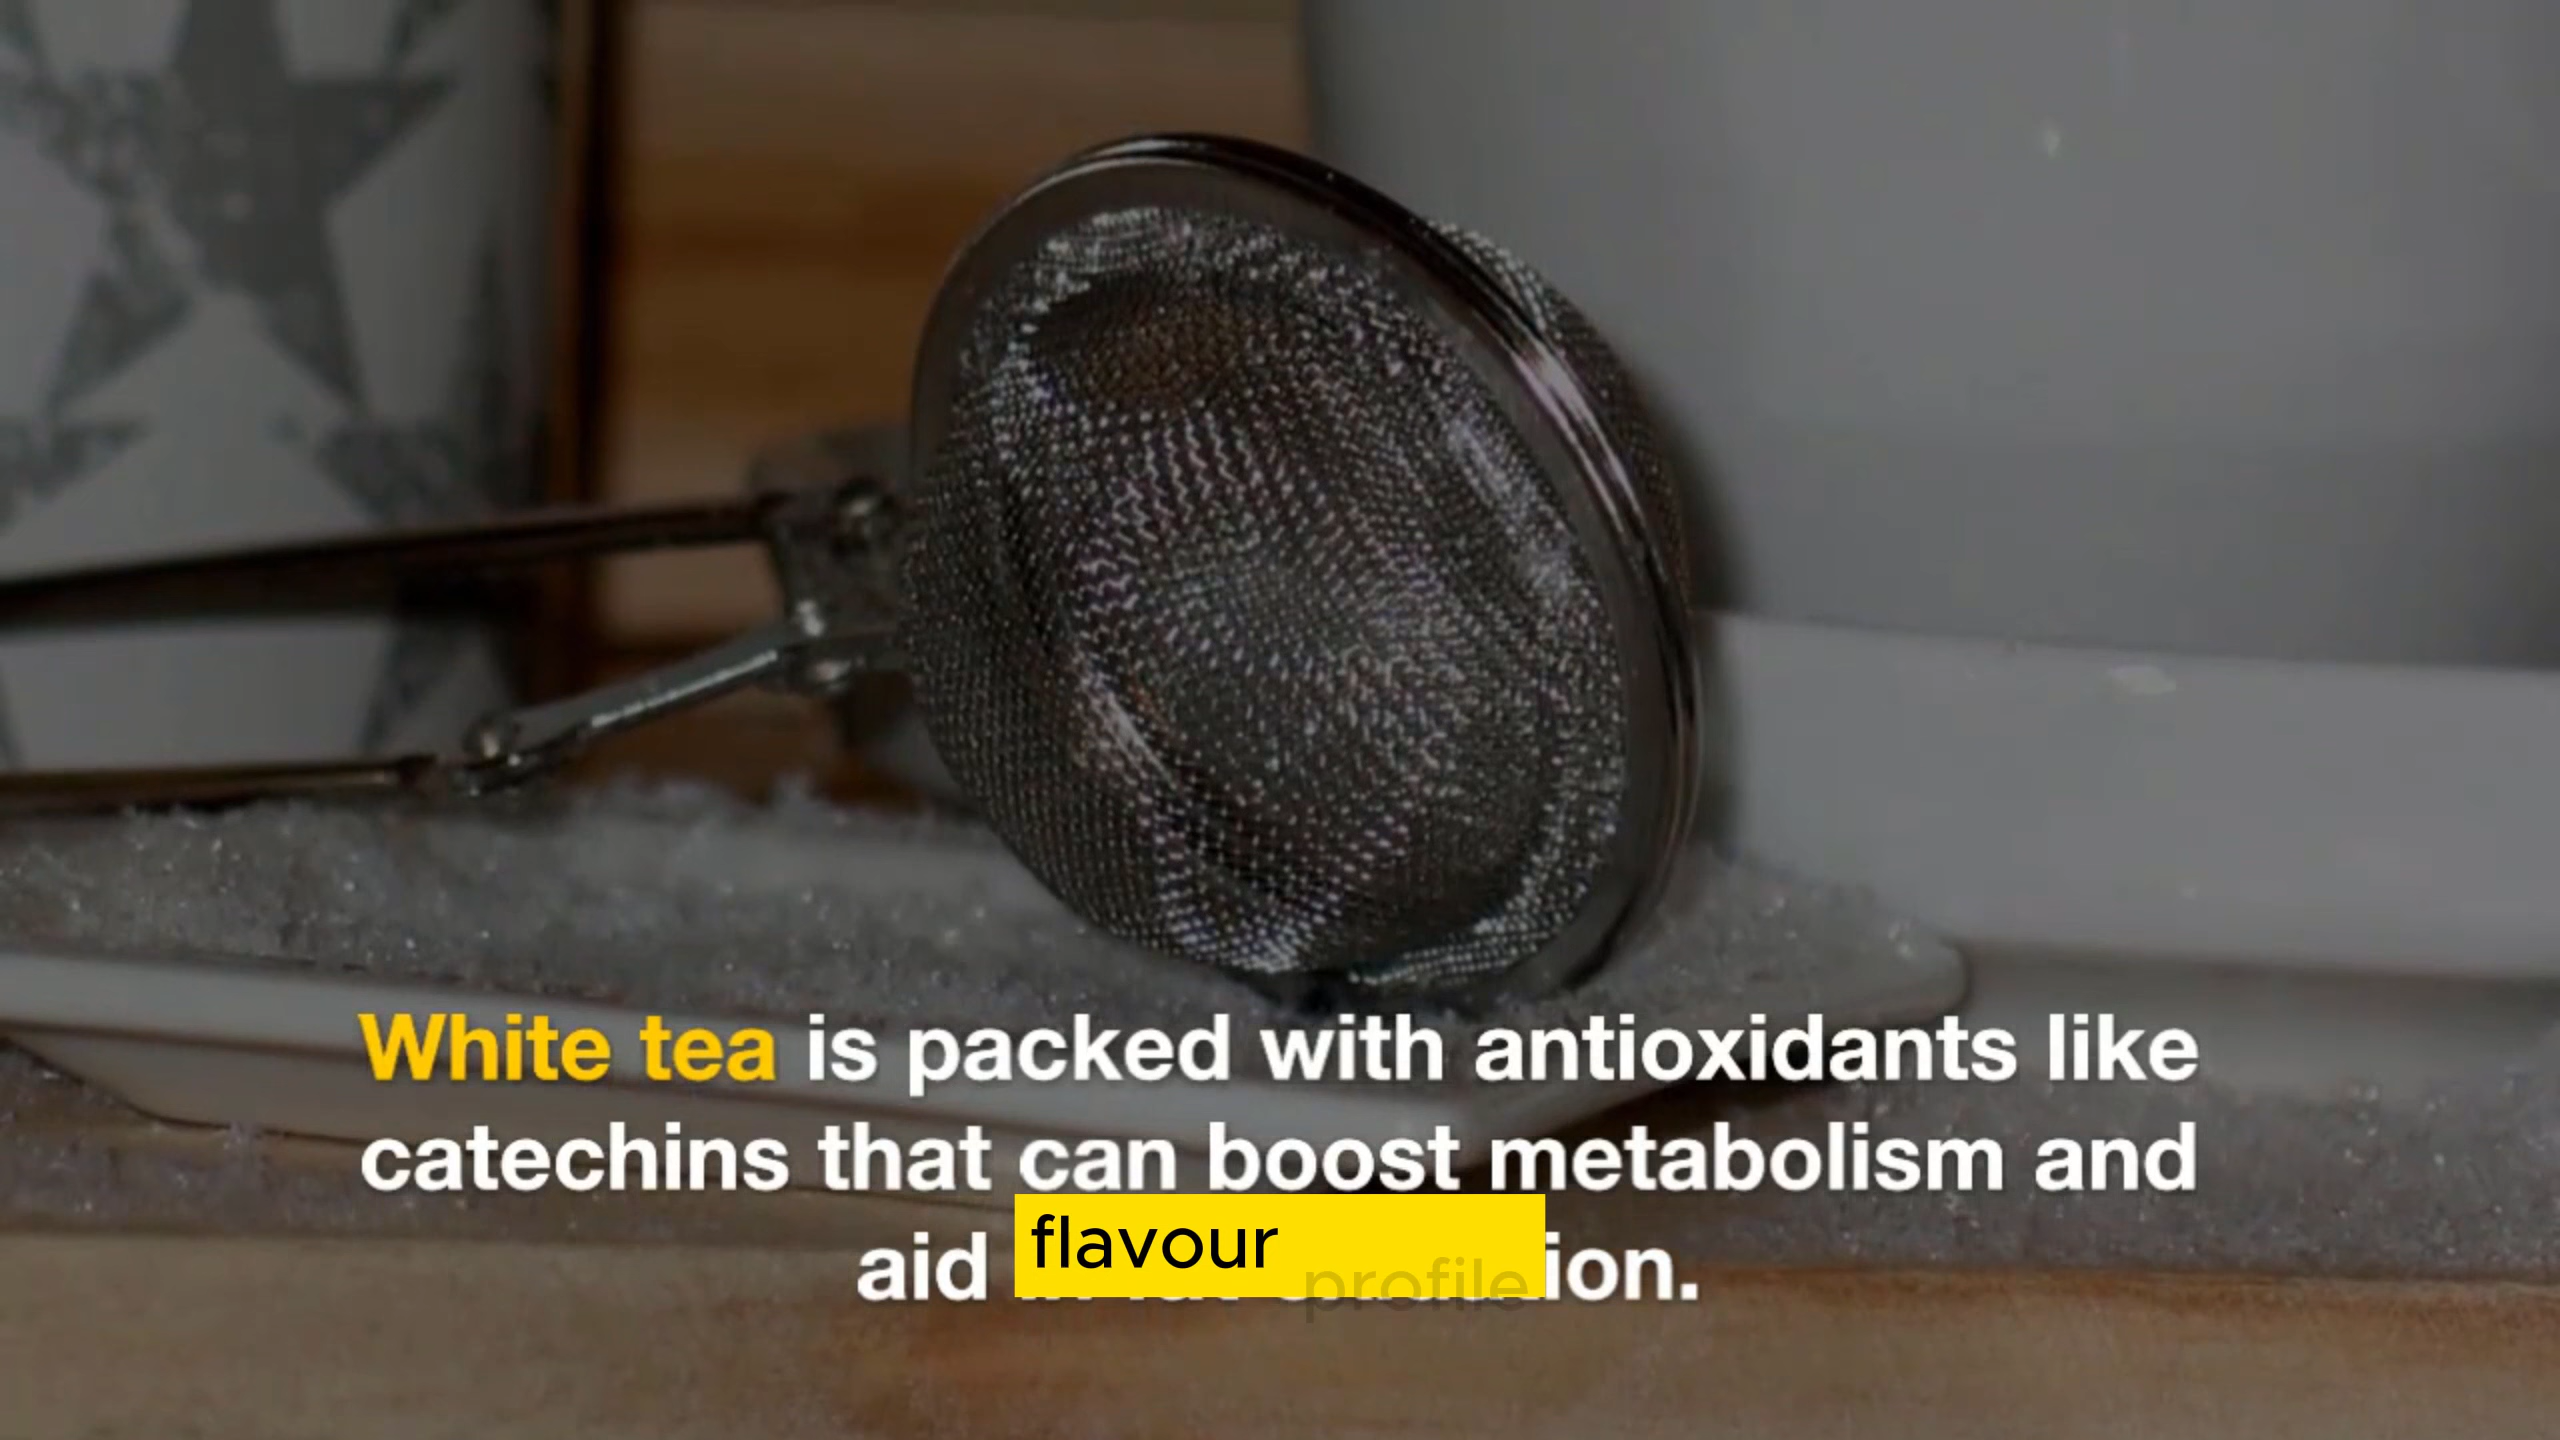 White tea is packed with antioxidants like
catechins that can boost metabolism and
aid
flavour profile
ion.